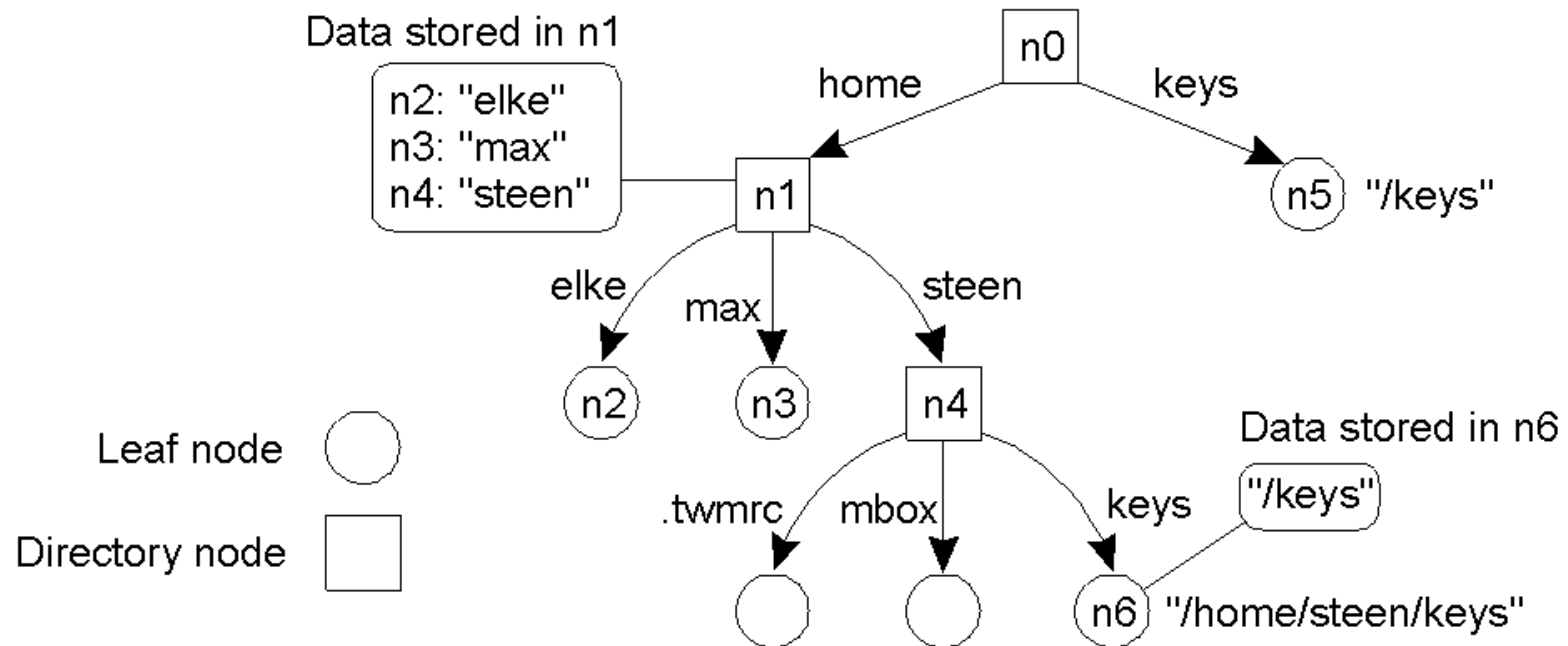 Data stored in n1
n2: "elke"
n3: "max"
n4: "steen"
n0
home
keys
n1
n5 "/keys"
elke
max
steen
n2
n3
n4
Leaf node
Directory node
Data stored in n6
"/keys"
.twmrc
mbox
keys
n6 "/home/steen/keys"